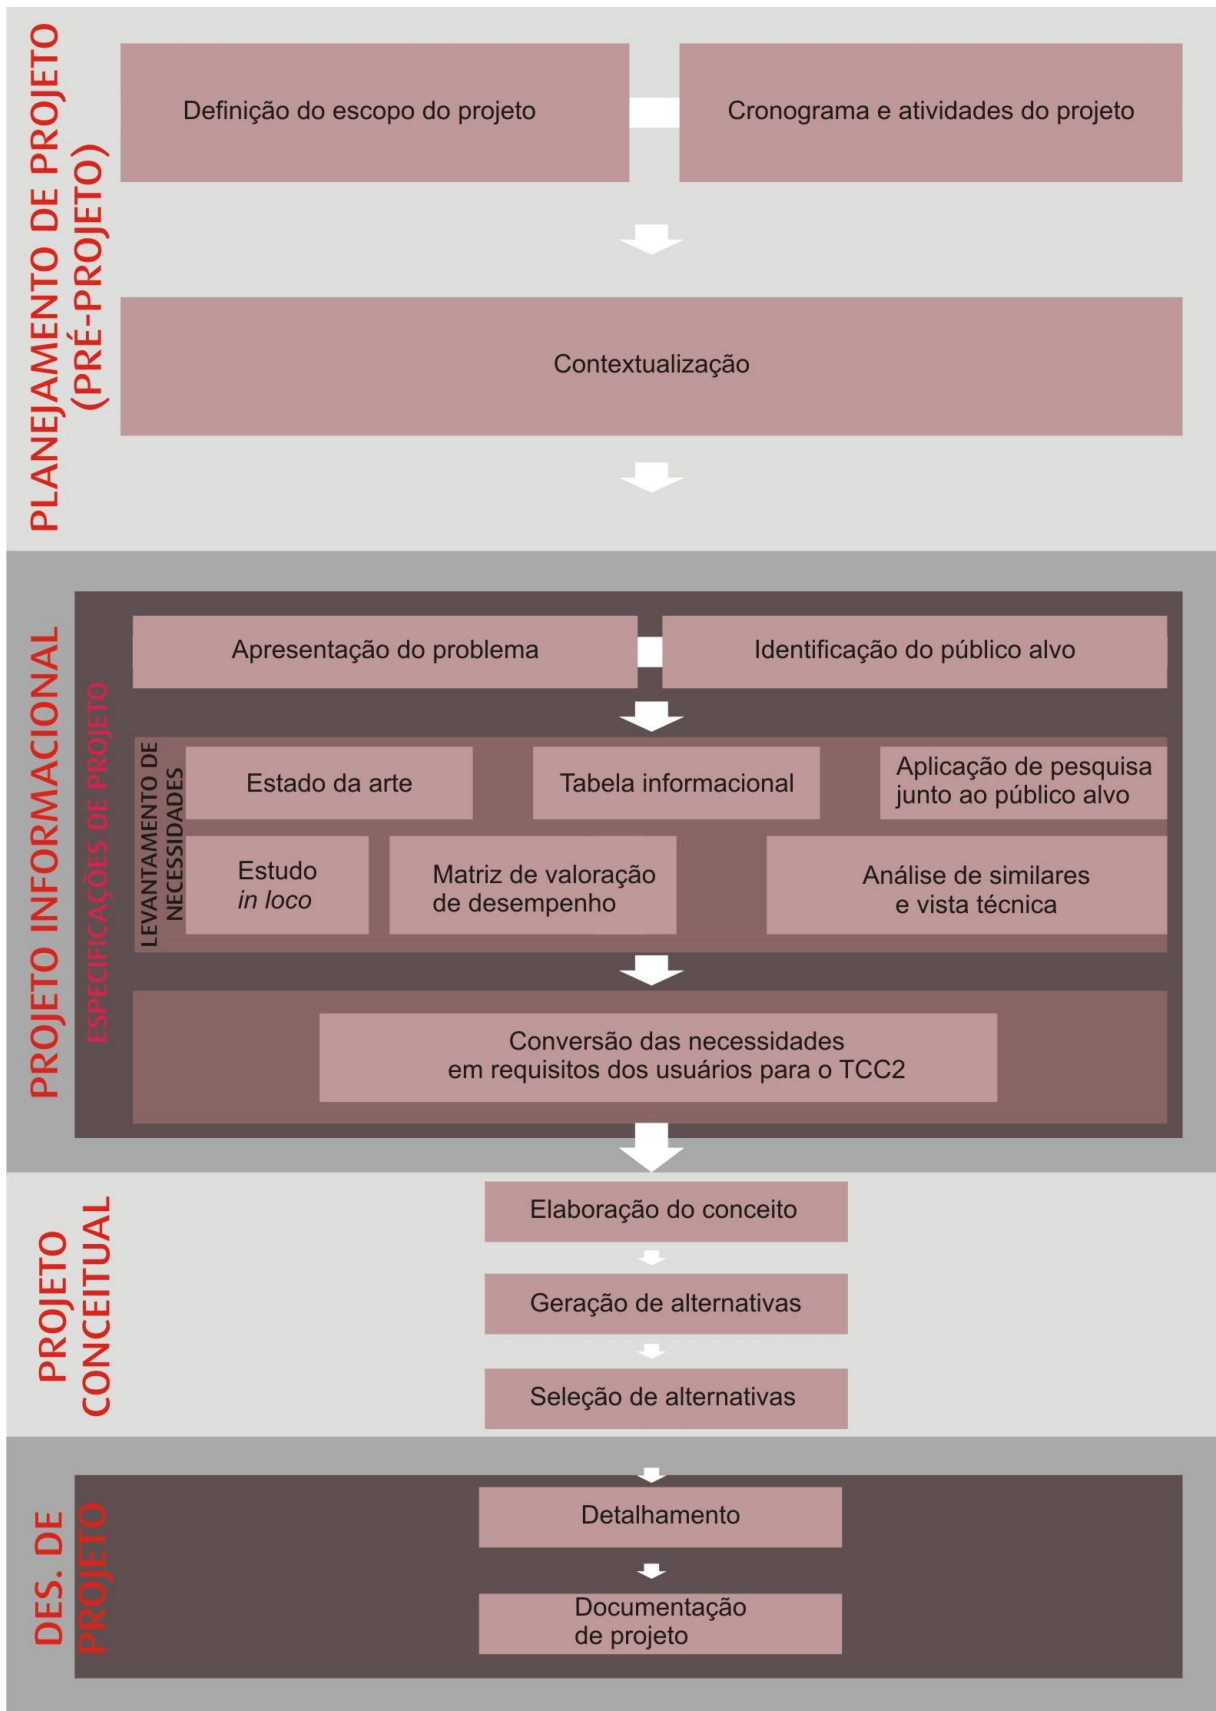 PLANEJAMENTO DE PROJETO
(PRÉ-PROJETO)
Definição do escopo do projeto
Cronograma e atividades do projeto
Contextualização
PROJETO INFORMACIONAL
ESPECIFICAÇÕES DE PROJETO
Apresentação do problema
Identificação do público alvo
LEVANTAMENTO DE
NECESSIDADES
Estado da arte
Tabela informacional
Aplicação de pesquisa
junto ao público alvo
Estudo
in loco
Matriz de valoração
de desempenho
Análise de similares
e vista técnica
Conversão das necessidades
em requisitos dos usuários para o TCC2
PROJETO
CONCEITUAL
Elaboração do conceito
Geração de alternativas
Seleção de alternativas
DES. DE
PROJETO
Detalhamento
Documentação
de projeto